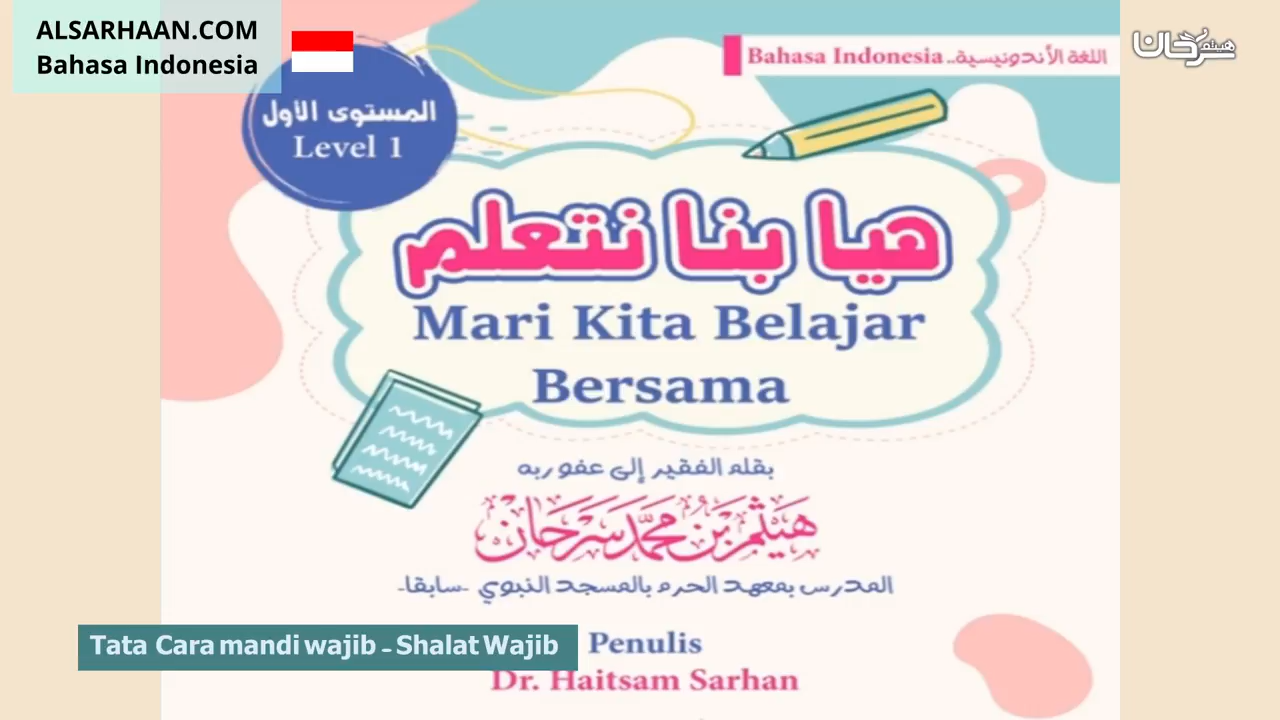 ALSARHAAN.COM
Bahasa Indonesia
هيثم سرحان
اللغة الأندونيسية.. Bahasa Indonesia
المستوى الأول
Level 1
هيا بنا نتعلم
Mari Kita Belajar
Bersama
بقلم الفقير إلى عفو ربه
هَيْثَم بْن مُحَمَّد سَرْحَان
المدرس بمعهد الحرم بالمسجد النبوي -سابقا-
Tata Cara mandi wajib - Shalat Wajib
Penulis
Dr. Haitsam Sarhan